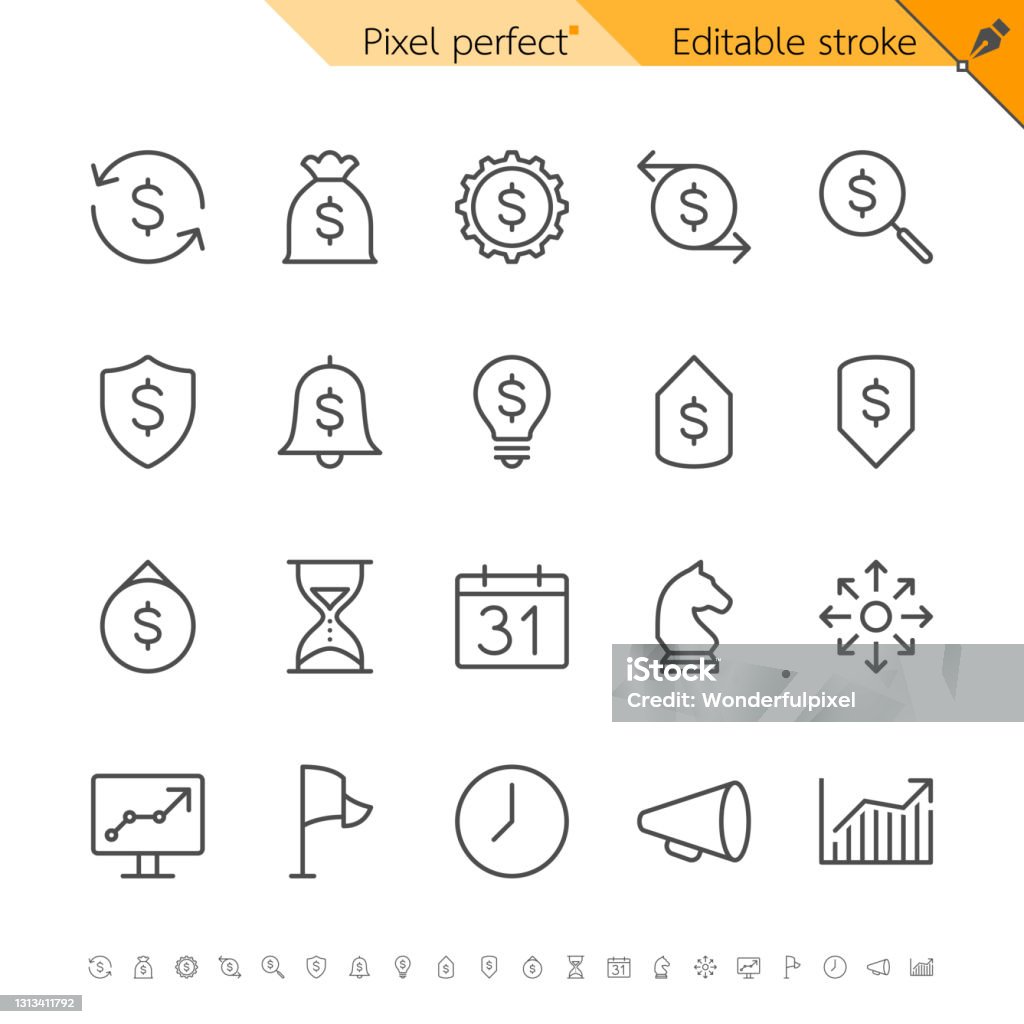 Pixel perfect
Editable stroke
$ $ $ $ $
$ $ $ $ $
$ 31
iStock
Credit: Wonderfulpixel
$ $ $ $ $ $ $ $ $ $ $ 31
1313411792